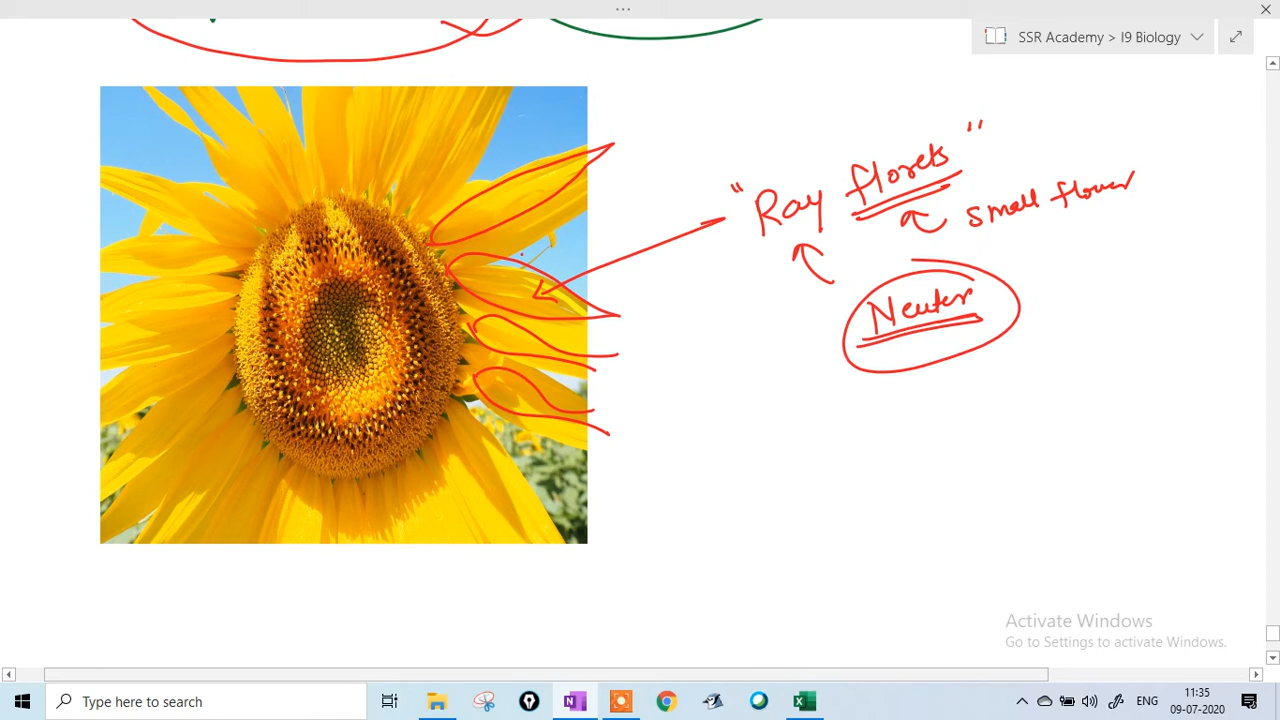 SSR Academy > I9 Biology
"Ray florets"
small flower
Neuter
Activate Windows
Go to Settings to activate Windows.
Type here to search
ENG
11:35
09-07-2020